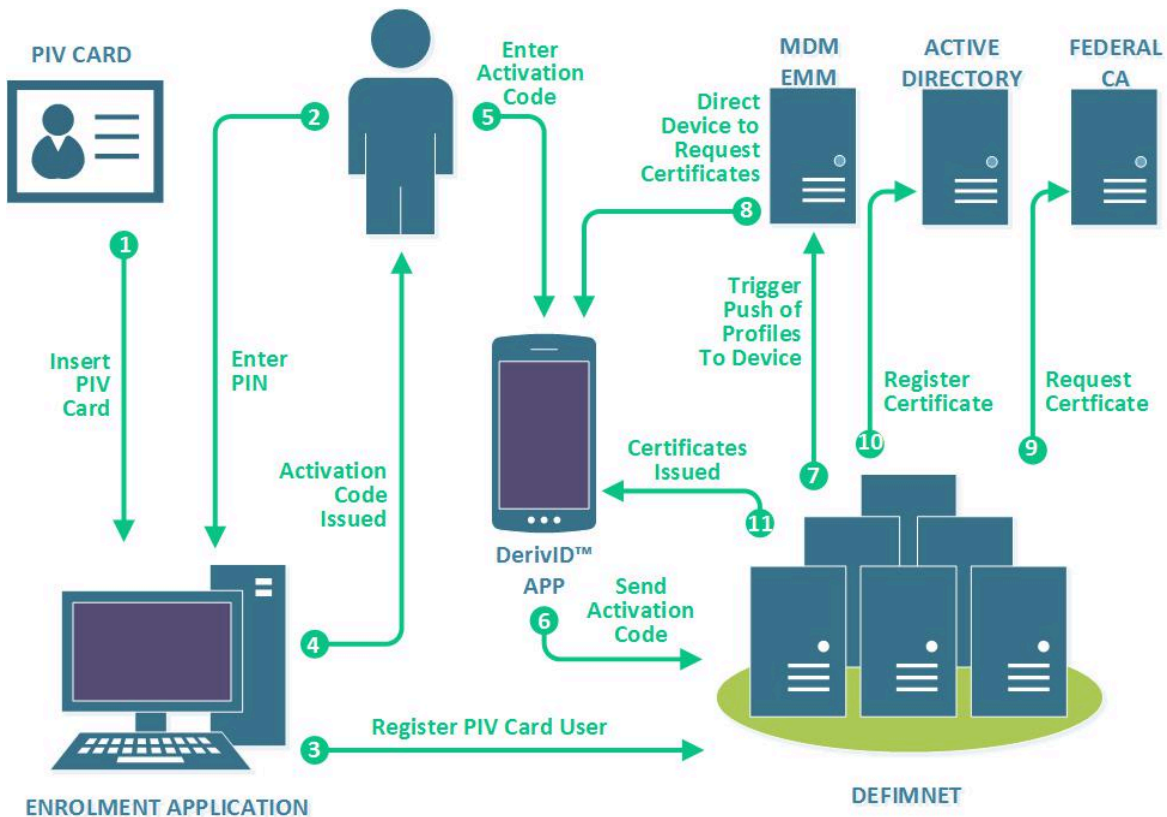 PIV CARD
1
Insert
PIV
Card
2
Enter
PIN
Enter
Activation
Code
5
MDM
EMM
ACTIVE
DIRECTORY
FEDERAL
CA
Direct
Device to
Request
Certificates
8
Trigger
Push of
Profiles
To Device
7
Register
Certificate
10
Request
Certficate
9
Activation
Code
Issued
4
Certificates
Issued
11
DerivID™
APP
6
Send
Activation
Code
Register PIV Card User
3
ENROLMENT APPLICATION
DEFIMNET